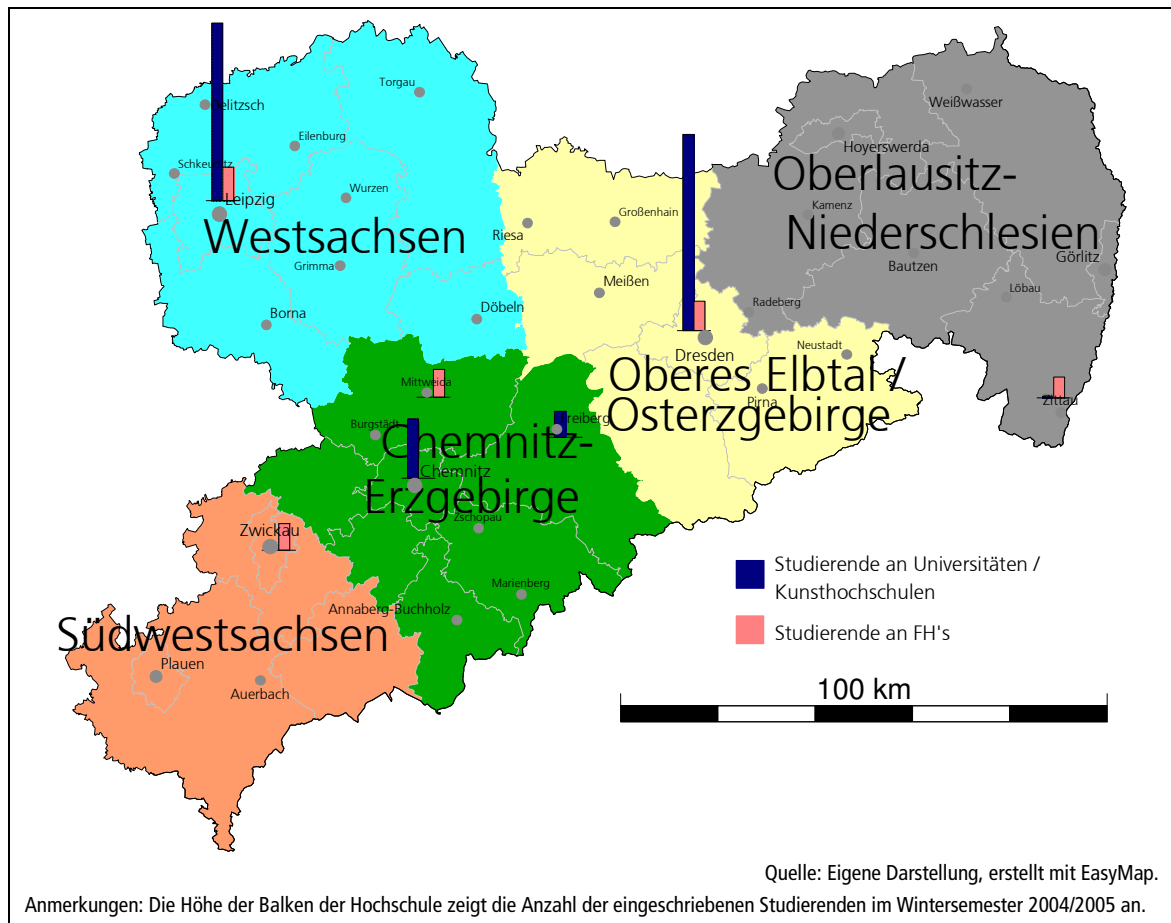 Torgau
Delitzsch
Weißwasser
Eilenburg
Hoyerswerda
Schkeuditz
Oberlausitz-
Wurzen
Leipzig
Kamenz
Großenhain
Westsachsen
Riesa
Niederschlesien
Görlitz
Grimma
Bautzen
Meißen
Löbau
Radeberg
Borna
Döbeln
Dresden
Neustadt
Oberes Elbtal /
Mittweida
Pirna
Zittau
Osterzgebirge
Freiberg
Burgstädt
Chemnitz-
Chemnitz
Erzgebirge
Zschopau
Zwickau
Studierende an Universitäten /
Kunsthochschulen
Marienberg
Annaberg-Buchholz
Südwestsachsen
Studierende an FH's
Plauen
Auerbach
100 km
Quelle: Eigene Darstellung, erstellt mit EasyMap.
Anmerkungen: Die Höhe der Balken der Hochschule zeigt die Anzahl der eingeschriebenen Studierenden im Wintersemester 2004/2005 an.